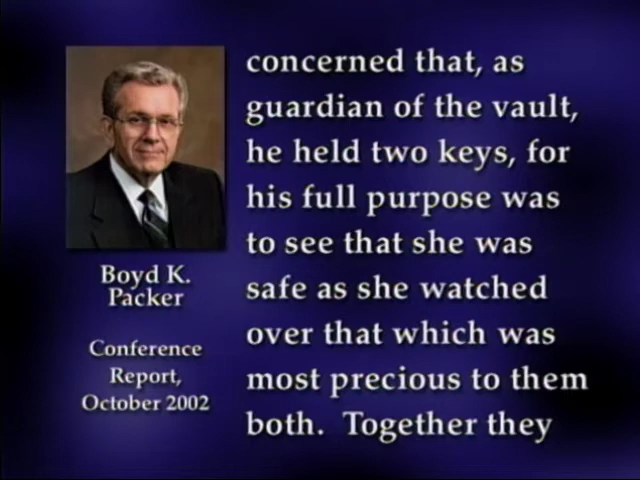 concerned that, as
guardian of the vault,
he held two keys, for
his full purpose was
to see that she was
safe as she watched
over that which was
most precious to them
both. Together they
Boyd K.
Packer
Conference
Report,
October 2002